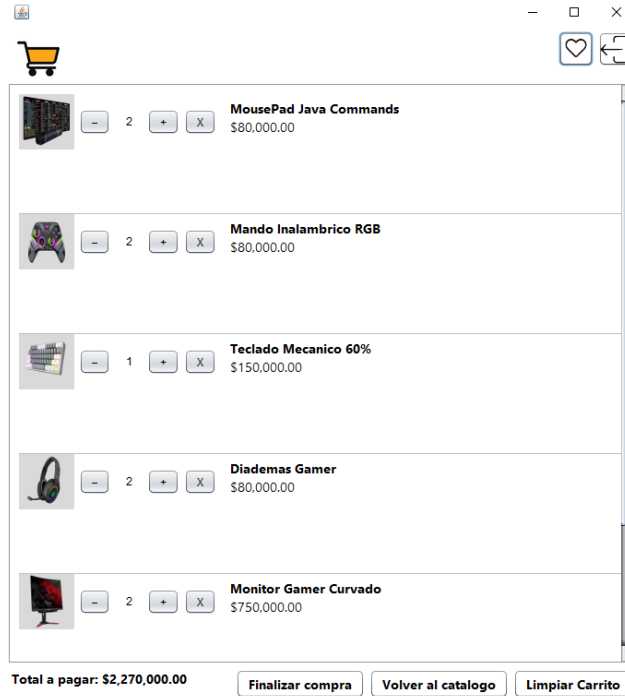 MousePad Java Commands
- 2 + X
$80,000.00
Mando Inalambrico RGB
- 2 + X
$80,000.00
Teclado Mecanico 60%
- 1 + X
$150,000.00
Diademas Gamer
- 2 + X
$80,000.00
Monitor Gamer Curvado
- 2 + X
$750,000.00
Total a pagar: $2,270,000.00
Finalizar compra
Volver al catalogo
Limpiar Carrito